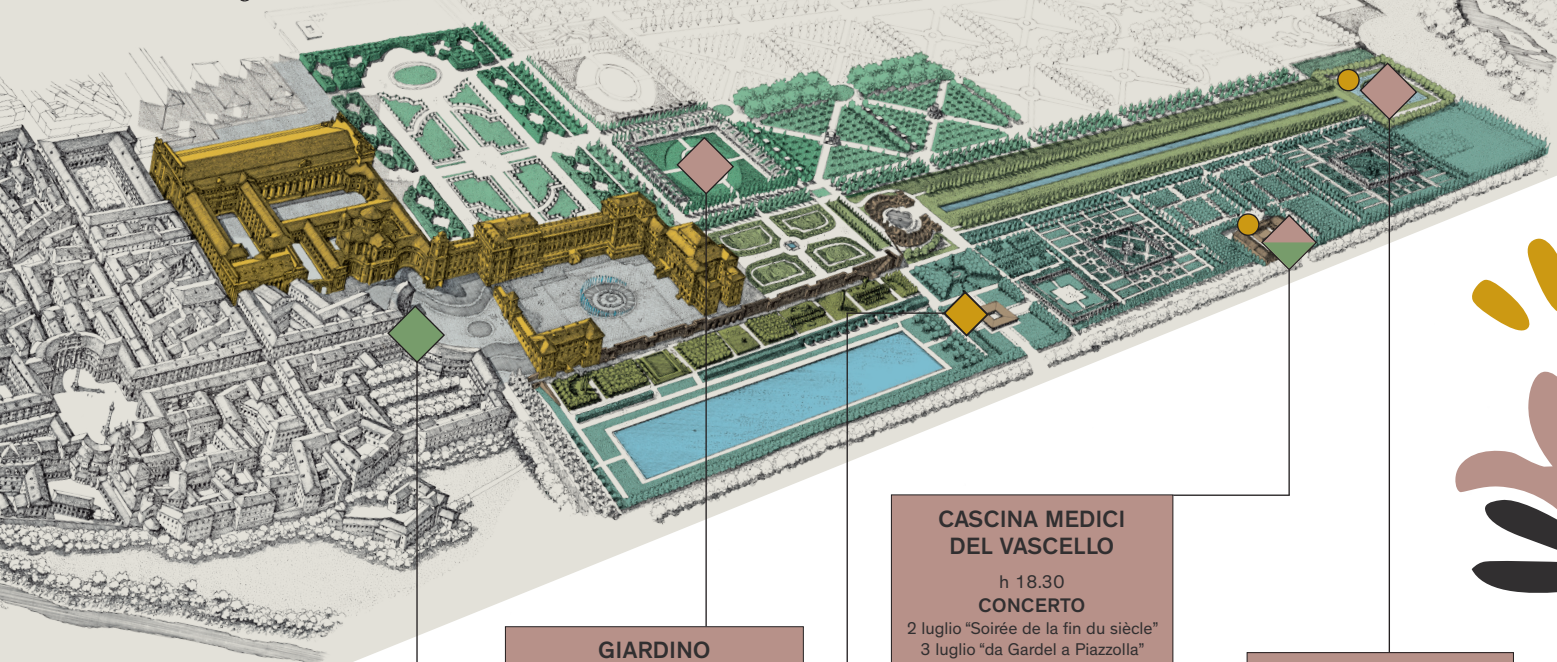 CASCINA MEDICI
DEL VASCELLO
h 18.30
CONCERTO
2 luglio “Soirée de la fin du siècle”
3 luglio “da Gardel a Piazzolla”
GIARDINO